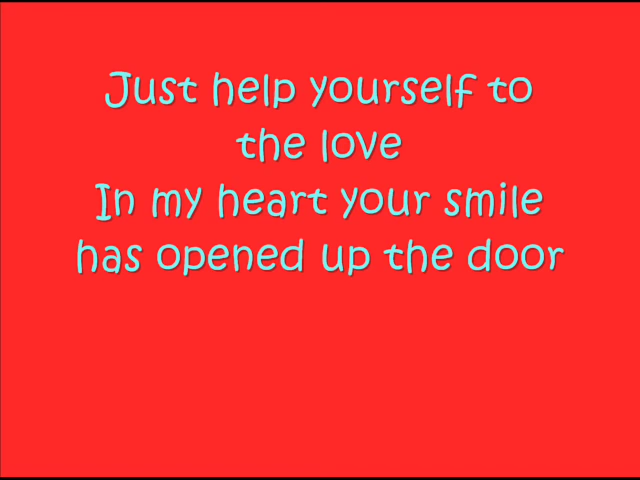 Just help yourself to
the love
In my heart your smile
has opened up the door